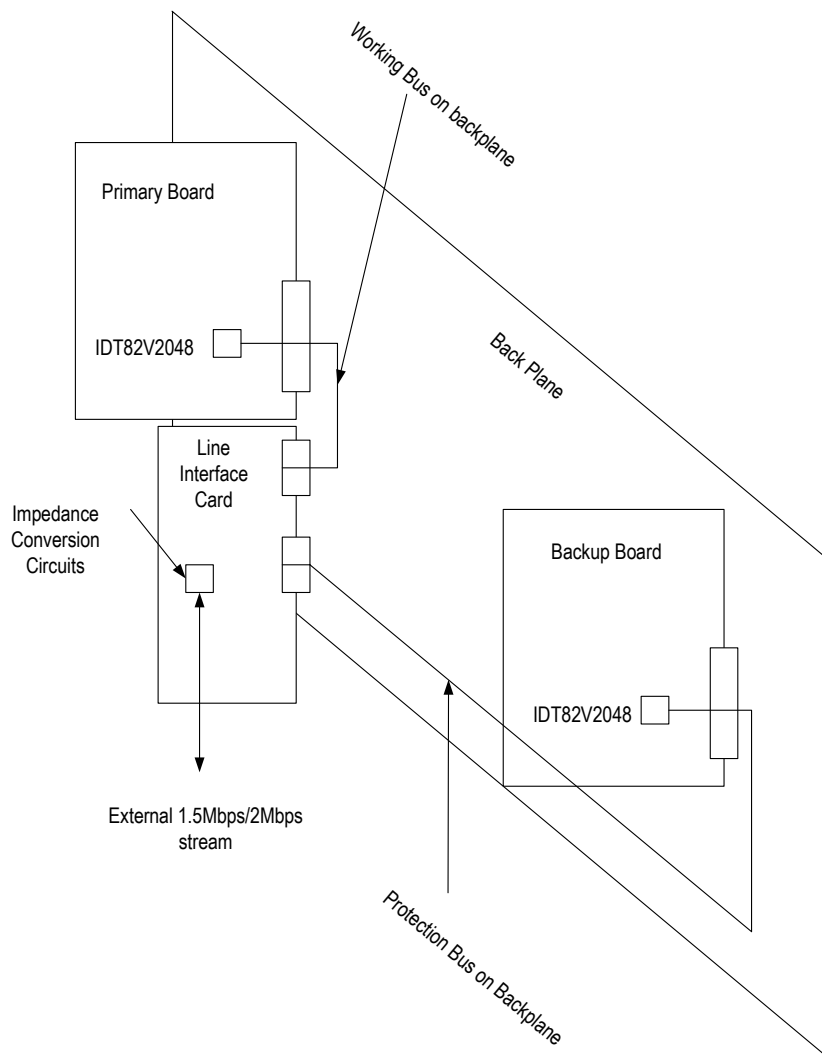 Working Bus on backplane
Primary Board
IDT82V2048
Back Plane
Line
Interface
Card
Impedance
Conversion
Circuits
Backup Board
IDT82V2048
External 1.5Mbps/2Mbps
stream
Protection Bus on
Backplane